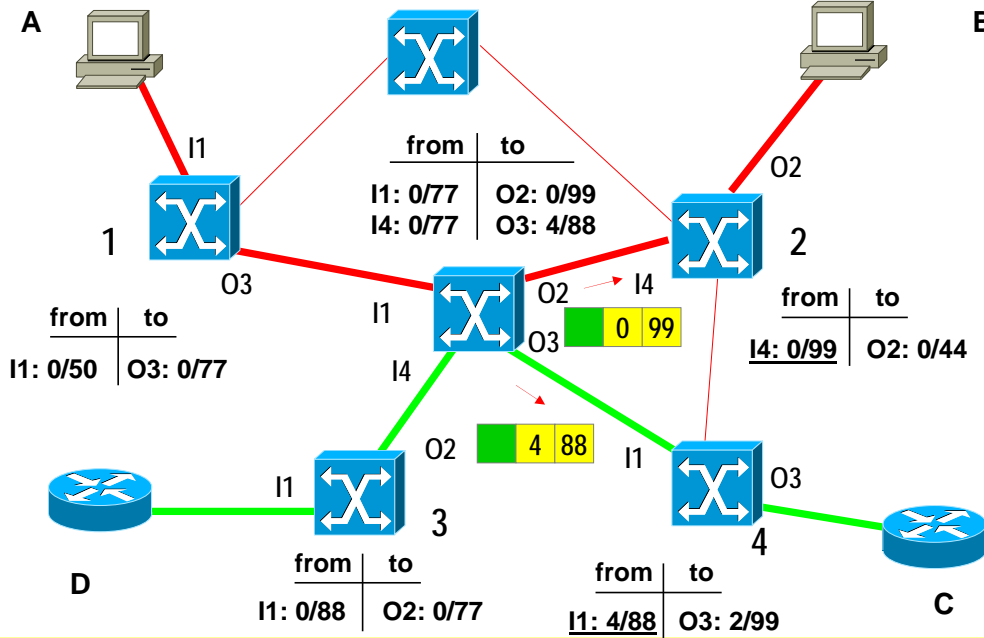 A
B
I1
from to
I1: 0/77 O2: 0/99
I4: 0/77 O3: 4/88
O2
1
2
O3
I1
O2
I4
from to
I4: 0/99 O2: 0/44
from to
I1: 0/50 O3: 0/77
0 99
O3
I4
O2
4 88
I1
I1
3
O3
4
D
from to
I1: 0/88 O2: 0/77
from to
I1: 4/88 O3: 2/99
C